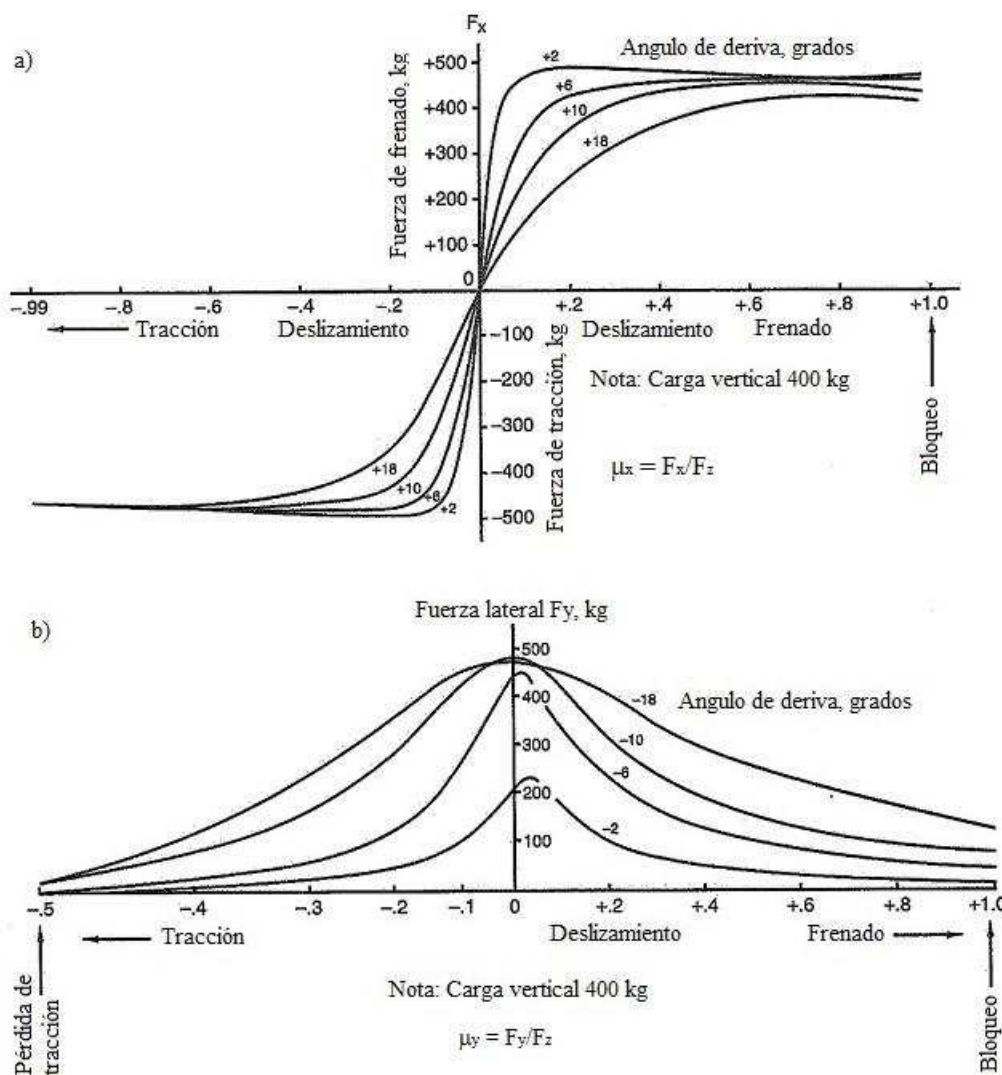 a)
Fx
Angulo de deriva, grados
Fuerza de frenado, kg
+500
+400
+300
+200
+100
0
+2
+6
+10
+18
-.99
-.8
-.6
-.4
-.2
+.2
+.4
+.6
+.8
+1.0
Tracción
Deslizamiento
Deslizamiento
Frenado
Fuerza de tracción, kg
-100
-200
-300
-400
-500
+18
+10
+6
+2
Nota: Carga vertical 400 kg
μx = Fx/Fz
Bloqueo
b)
Fuerza lateral Fy, kg
500
400
300
200
100
Angulo de deriva, grados
-18
-10
-6
-2
-.5
-.4
-.3
-.2
-.1
0
+.2
+.4
+.6
+.8
+1.0
Tracción
Deslizamiento
Frenado
Pérdida de
tracción
Nota: Carga vertical 400 kg
μy = Fy/Fz
Bloqueo